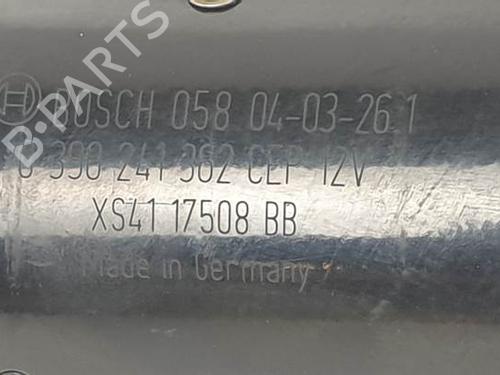 BOSCH 058 04-03-26 1
0 390 241 362 CEP 12V
XS41 17508 BB
Made in Germany
B-PARTS